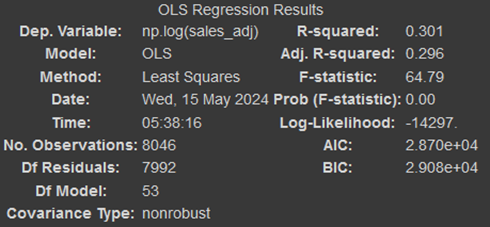 OLS Regression Results
Dep. Variable: np.log(sales_adj) R-squared: 0.301
Model: OLS Adj. R-squared: 0.296
Method: Least Squares F-statistic: 64.79
Date: Wed, 15 May 2024 Prob (F-statistic): 0.00
Time: 05:38:16 Log-Likelihood: -14297.
No. Observations: 8046 AIC: 2.870e+04
Df Residuals: 7992 BIC: 2.908e+04
Df Model: 53
Covariance Type: nonrobust